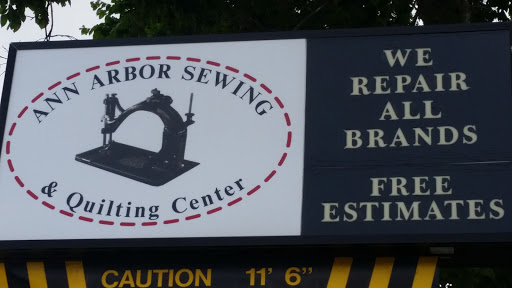 ANN ARBOR SEWING
& Quilting Center
WE
REPAIR
ALL
BRANDS
FREE
ESTIMATES
CAUTION 11' 6"